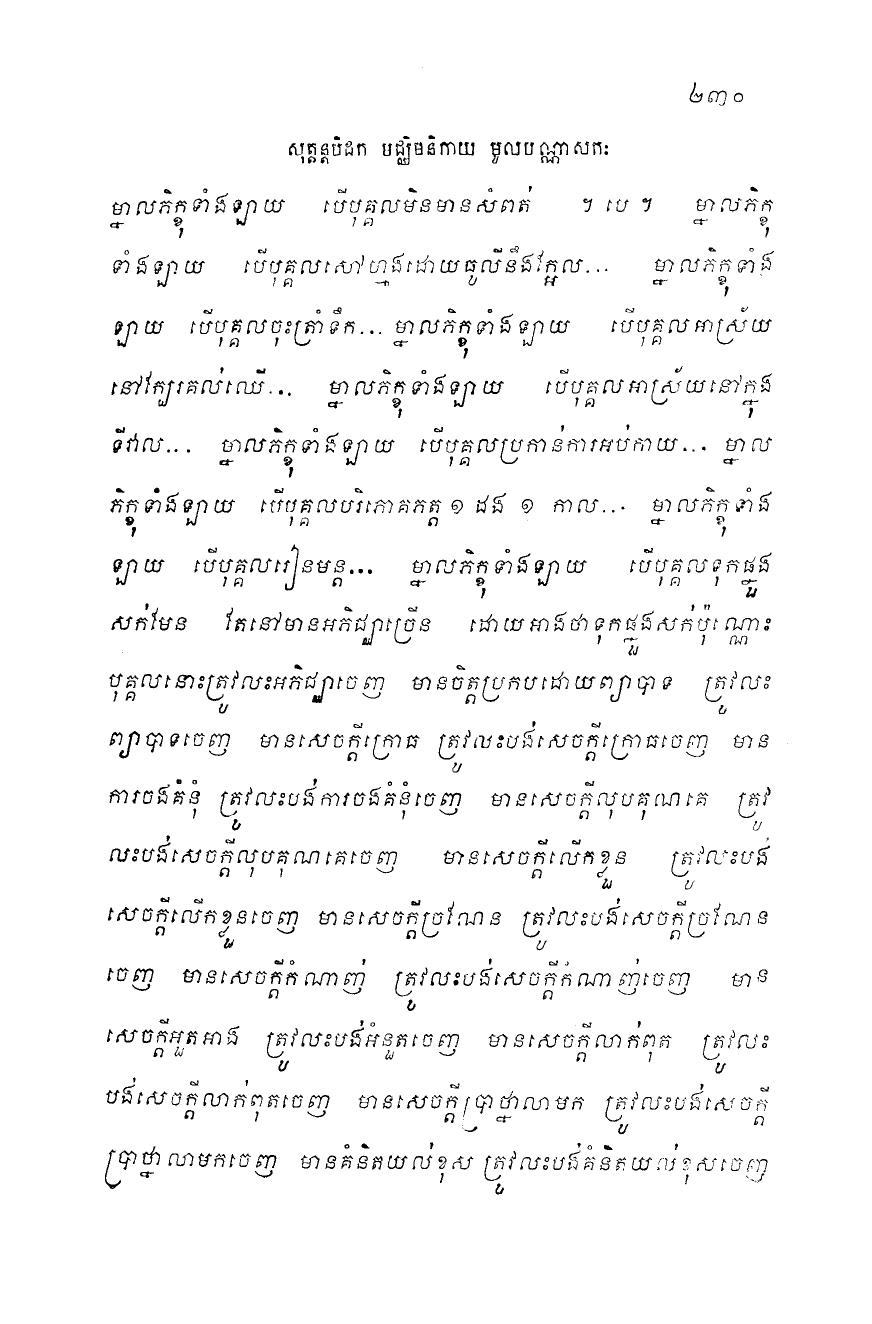 ២៣០
សុត្តន្តបិដក មជ្ឈិមនិកាយ មូលបណ្ណាសកៈ
ម្នាលភិក្ខុទាំងឡាយ បើបុគ្គលមិនមានសំពត់ ។ បេ ។ ម្នាលភិក្ខុ
ទាំងឡាយ បើបុគ្គលសៅហ្មងដោយធូលីនឹងក្អែល... ម្នាលភិក្ខុទាំង
ឡាយ បើបុគ្គលចុះត្រាំទឹក... ម្នាលភិក្ខុទាំងឡាយ បើបុគ្គលអាស្រ័យ
នៅក្បែរគល់ឈើ... ម្នាលភិក្ខុទាំងឡាយ បើបុគ្គលអាស្រ័យនៅក្នុង
ទីវាល... ម្នាលភិក្ខុទាំងឡាយ បើបុគ្គលប្រកាន់ការអប់កាយ... ម្នាល
ភិក្ខុទាំងឡាយ បើបុគ្គលបរិភោគភត្ត ១ ដង ១ កាល... ម្នាលភិក្ខុទាំង
ឡាយ បើបុគ្គលរៀនមន្ត... ម្នាលភិក្ខុទាំងឡាយ បើបុគ្គលទុកផ្នួង
សក់មែន តែនៅមានអភិជ្ឈាច្រើន ដោយអាងថាទុកផ្នួងសក់ប៉ុណ្ណោះ
បុគ្គលនោះត្រូវលះអភិជ្ឈាចេញ មានចិត្តប្រកបដោយព្យាបាទ ត្រូវលះ
ព្យាបាទចេញ មានសេចក្តីក្រោធ ត្រូវលះបង់សេចក្តីក្រោធចេញ មាន
ការចងគំនុំ ត្រូវលះបង់ការចងគំនុំចេញ មានសេចក្តីលុបគុណគេ ត្រូវ
លះបង់សេចក្តីលុបគុណគេចេញ មានសេចក្តីលើកខ្លួន ត្រូវលះបង់
សេចក្តីលើកខ្លួនចេញ មានសេចក្តីច្រណែន ត្រូវលះបង់សេចក្តីច្រណែន
ចេញ មានសេចក្តីកំណាញ់ ត្រូវលះបង់សេចក្តីកំណាញ់ចេញ មាន
សេចក្តីអួតអាង ត្រូវលះបង់អំនួតចេញ មានសេចក្តីលាក់ពុត ត្រូវលះ
បង់សេចក្តីលាក់ពុតចេញ មានសេចក្តីប្រាថ្នាលាមក ត្រូវលះបង់សេចក្តី
ប្រាថ្នាលាមកចេញ មានគំនិតយល់ខុស ត្រូវលះបង់គំនិតយល់ខុសចេញ